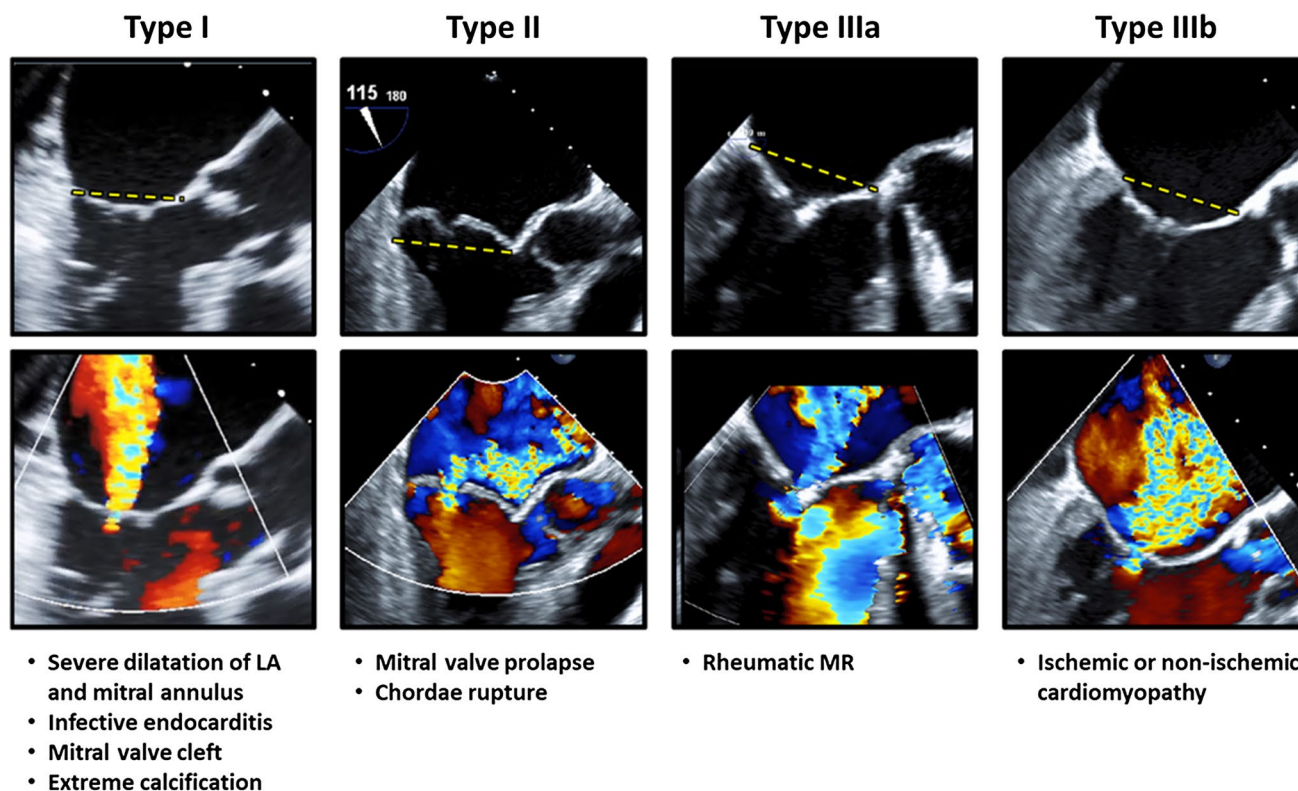 Type I
Type II
Type IIIa
Type IIIb
115 180
• Severe dilatation of LA
and mitral annulus
• Infective endocarditis
• Mitral valve cleft
• Extreme calcification
• Mitral valve prolapse
• Chordae rupture
• Rheumatic MR
• Ischemic or non-ischemic
cardiomyopathy